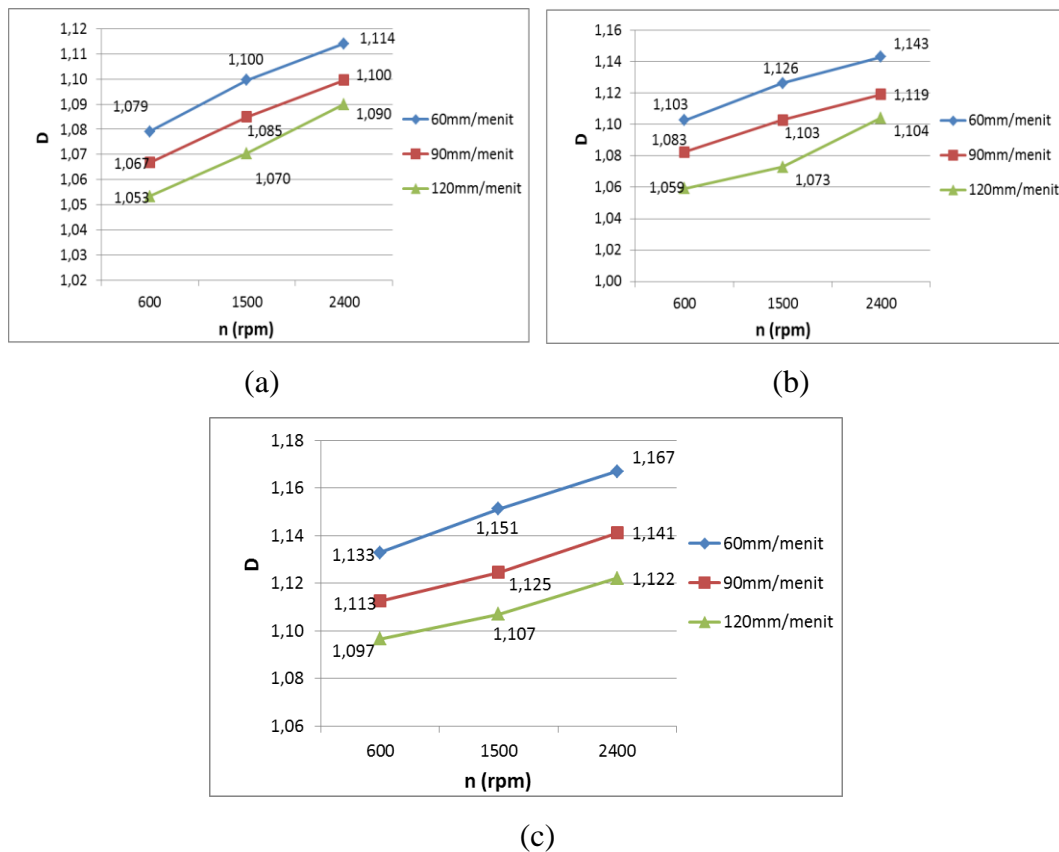 1,12
1,11
1,10
1,09
1,08
1,07
1,06
1,05
1,04
1,03
1,02
D
1,079
1,100
1,114
1,067
1,085
1,100
1,053
1,070
1,090
600 1500 2400
n (rpm)
60mm/menit
90mm/menit
120mm/menit
(a)
1,16
1,14
1,12
1,10
1,08
1,06
1,04
1,02
1,00
D
1,103
1,126
1,143
1,083
1,103
1,119
1,059
1,073
1,104
600 1500 2400
n (rpm)
60mm/menit
90mm/menit
120mm/menit
(b)
1,18
1,16
1,14
1,12
1,10
1,08
1,06
D
1,133
1,151
1,167
1,113
1,125
1,141
1,097
1,107
1,122
600 1500 2400
n (rpm)
60mm/menit
90mm/menit
120mm/menit
(c)